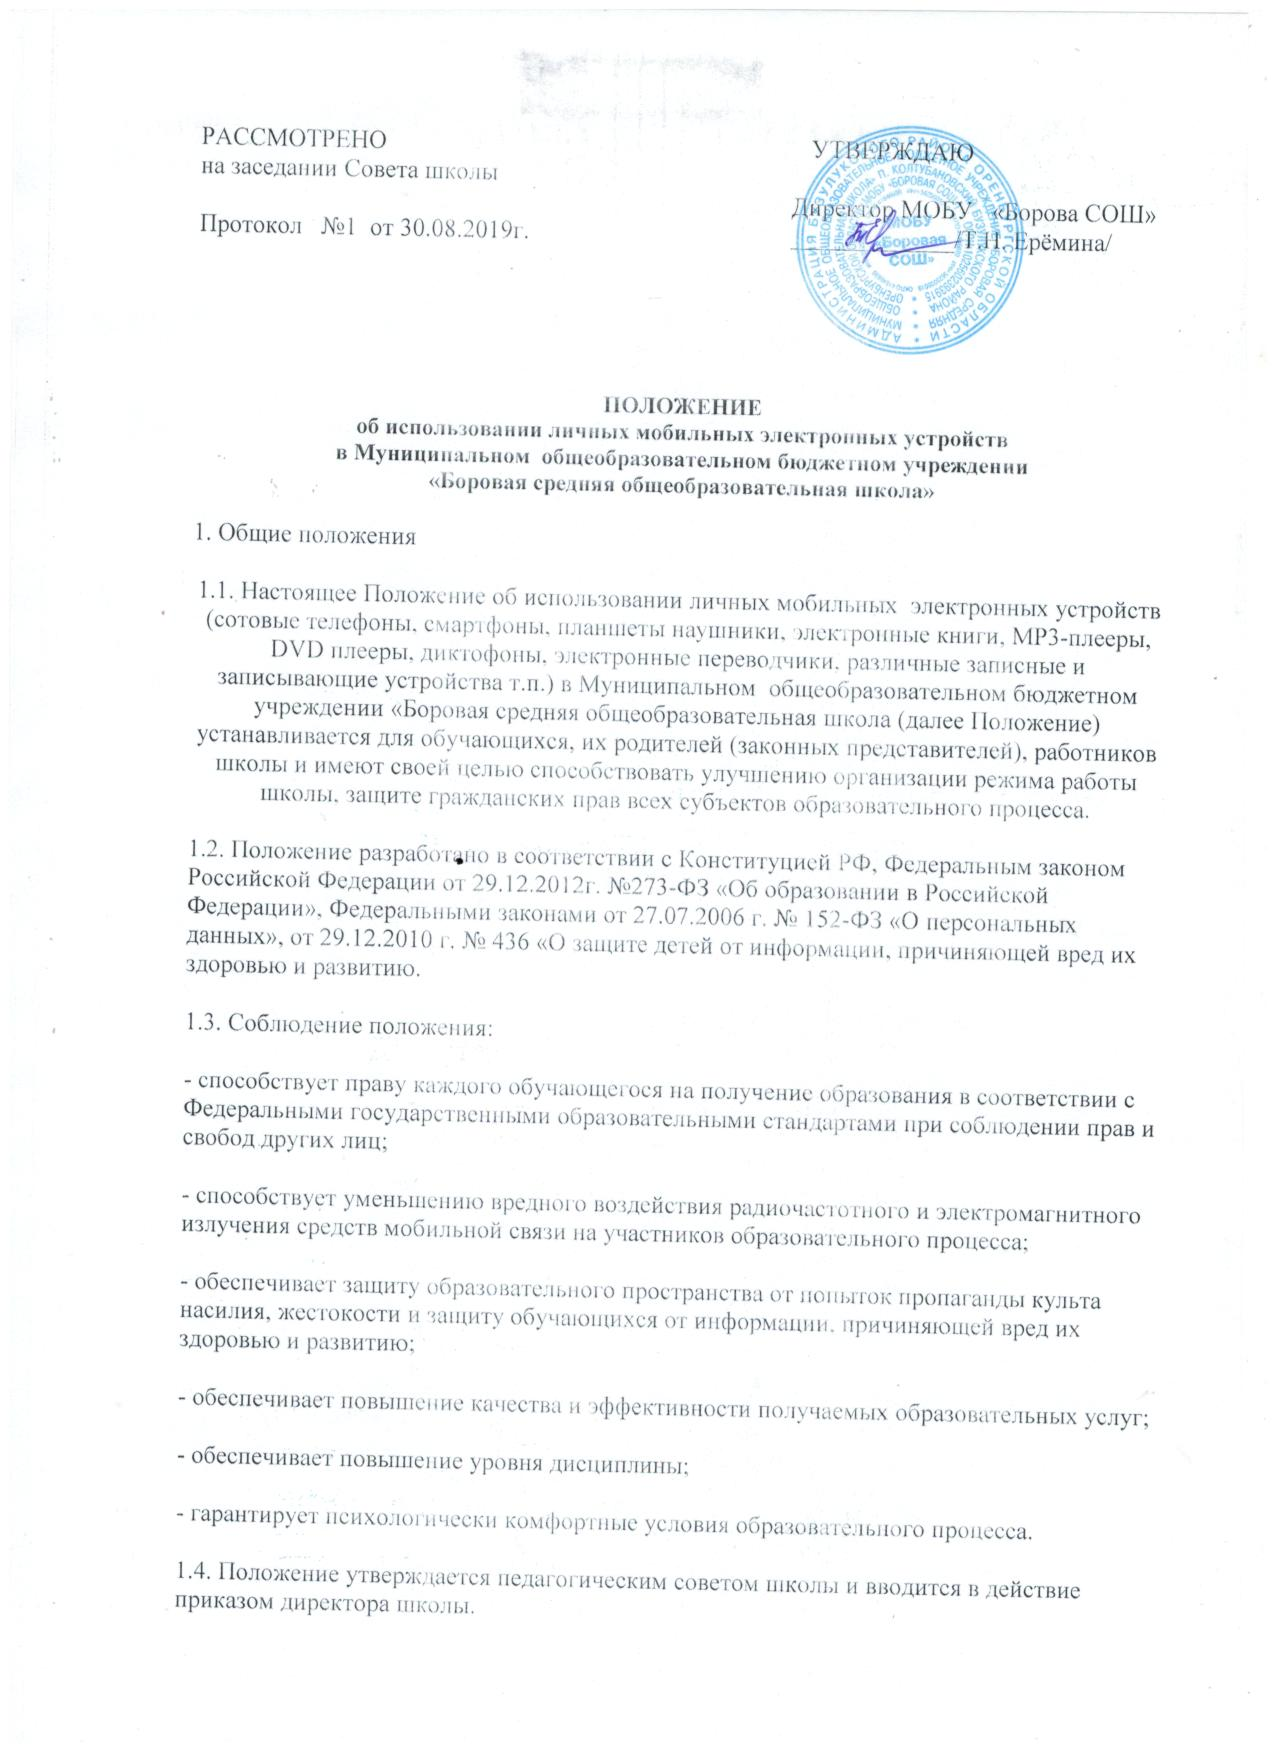 РАССМОТРЕНО
на заседании Совета школы
Протокол №1 от 30.08.2019г.
УТВЕРЖДАЮ
Директор МОБУ «Борова СОШ»
/Т.Н. Ерёмина/
МОБУ
«Боровая
СОШ»
ПОЛОЖЕНИЕ
об использовании личных мобильных электронных устройств
в Муниципальном общеобразовательном бюджетном учреждении
«Боровая средняя общеобразовательная школа»
1. Общие положения
1.1. Настоящее Положение об использовании личных мобильных электронных устройств
(сотовые телефоны, смартфоны, планшеты наушники, электронные книги, МР3-плееры,
DVD плееры, диктофоны, электронные переводчики, различные записные и
записывающие устройства т.п.) в Муниципальном общеобразовательном бюджетном
учреждении «Боровая средняя общеобразовательная школа (далее Положение)
устанавливается для обучающихся, их родителей (законных представителей), работников
школы и имеют своей целью способствовать улучшению организации режима работы
школы, защите гражданских прав всех субъектов образовательного процесса.
1.2. Положение разработано в соответствии с Конституцией РФ, Федеральным законом
Российской Федерации от 29.12.2012г. №273-ФЗ «Об образовании в Российской
Федерации», Федеральными законами от 27.07.2006 г. № 152-ФЗ «О персональных
данных», от 29.12.2010 г. № 436 «О защите детей от информации, причиняющей вред их
здоровью и развитию.
1.3. Соблюдение положения:
- способствует праву каждого обучающегося на получение образования в соответствии с
Федеральными государственными образовательными стандартами при соблюдении прав и
свобод других лиц;
- способствует уменьшению вредного воздействия радиочастотного и электромагнитного
излучения средств мобильной связи на участников образовательного процесса;
- обеспечивает защиту образовательного пространства от попыток пропаганды культа
насилия, жестокости и защиту обучающихся от информации, причиняющей вред их
здоровью и развитию;
- обеспечивает повышение качества и эффективности получаемых образовательных услуг;
- обеспечивает повышение уровня дисциплины;
- гарантирует психологически комфортные условия образовательного процесса.
1.4. Положение утверждается педагогическим советом школы и вводится в действие
приказом директора школы.